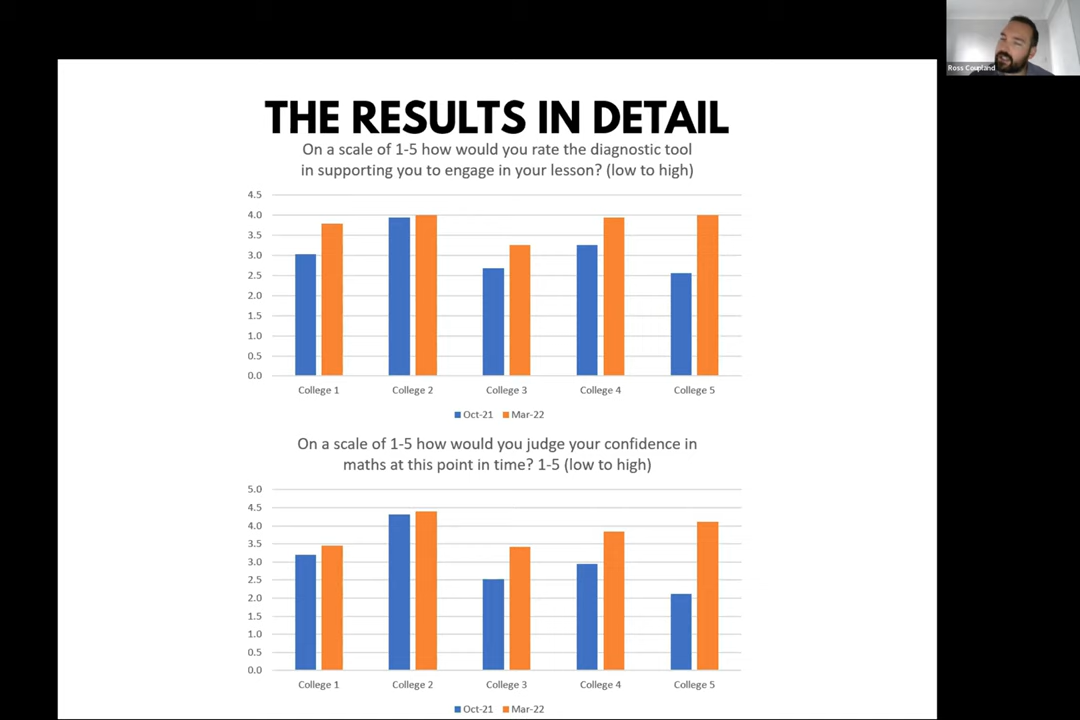 Ross Coupland
THE RESULTS IN DETAIL
On a scale of 1-5 how would you rate the diagnostic tool
in supporting you to engage in your lesson? (low to high)
4.5
4.0
3.5
3.0
2.5
2.0
1.5
1.0
0.5
0.0
College 1 College 2 College 3 College 4 College 5
Oct-21 Mar-22
On a scale of 1-5 how would you judge your confidence in
maths at this point in time? 1-5 (low to high)
5.0
4.5
4.0
3.5
3.0
2.5
2.0
1.5
1.0
0.5
0.0
College 1 College 2 College 3 College 4 College 5
Oct-21 Mar-22